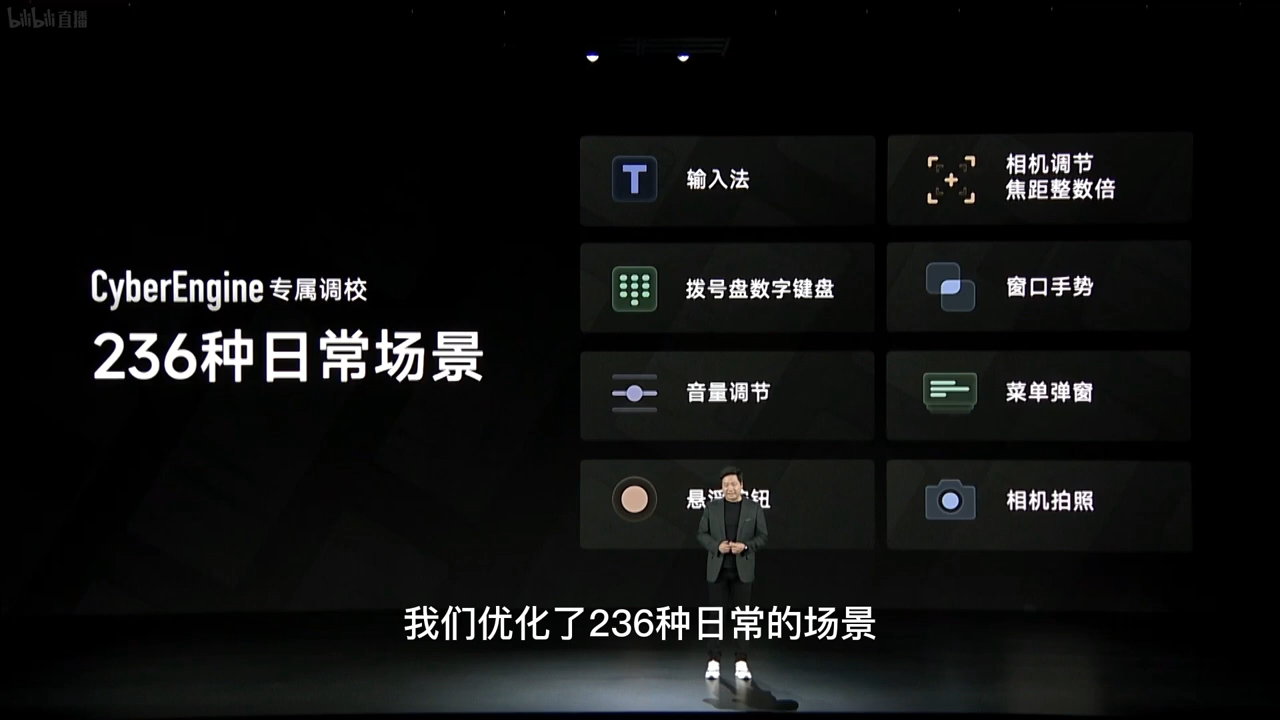 bilibili直播
CyberEngine专属调校
236种日常场景
输入法
相机调节
焦距整数倍
拨号盘数字键盘
窗口手势
音量调节
菜单弹窗
悬浮 钮
相机拍照
我们优化了236种日常的场景